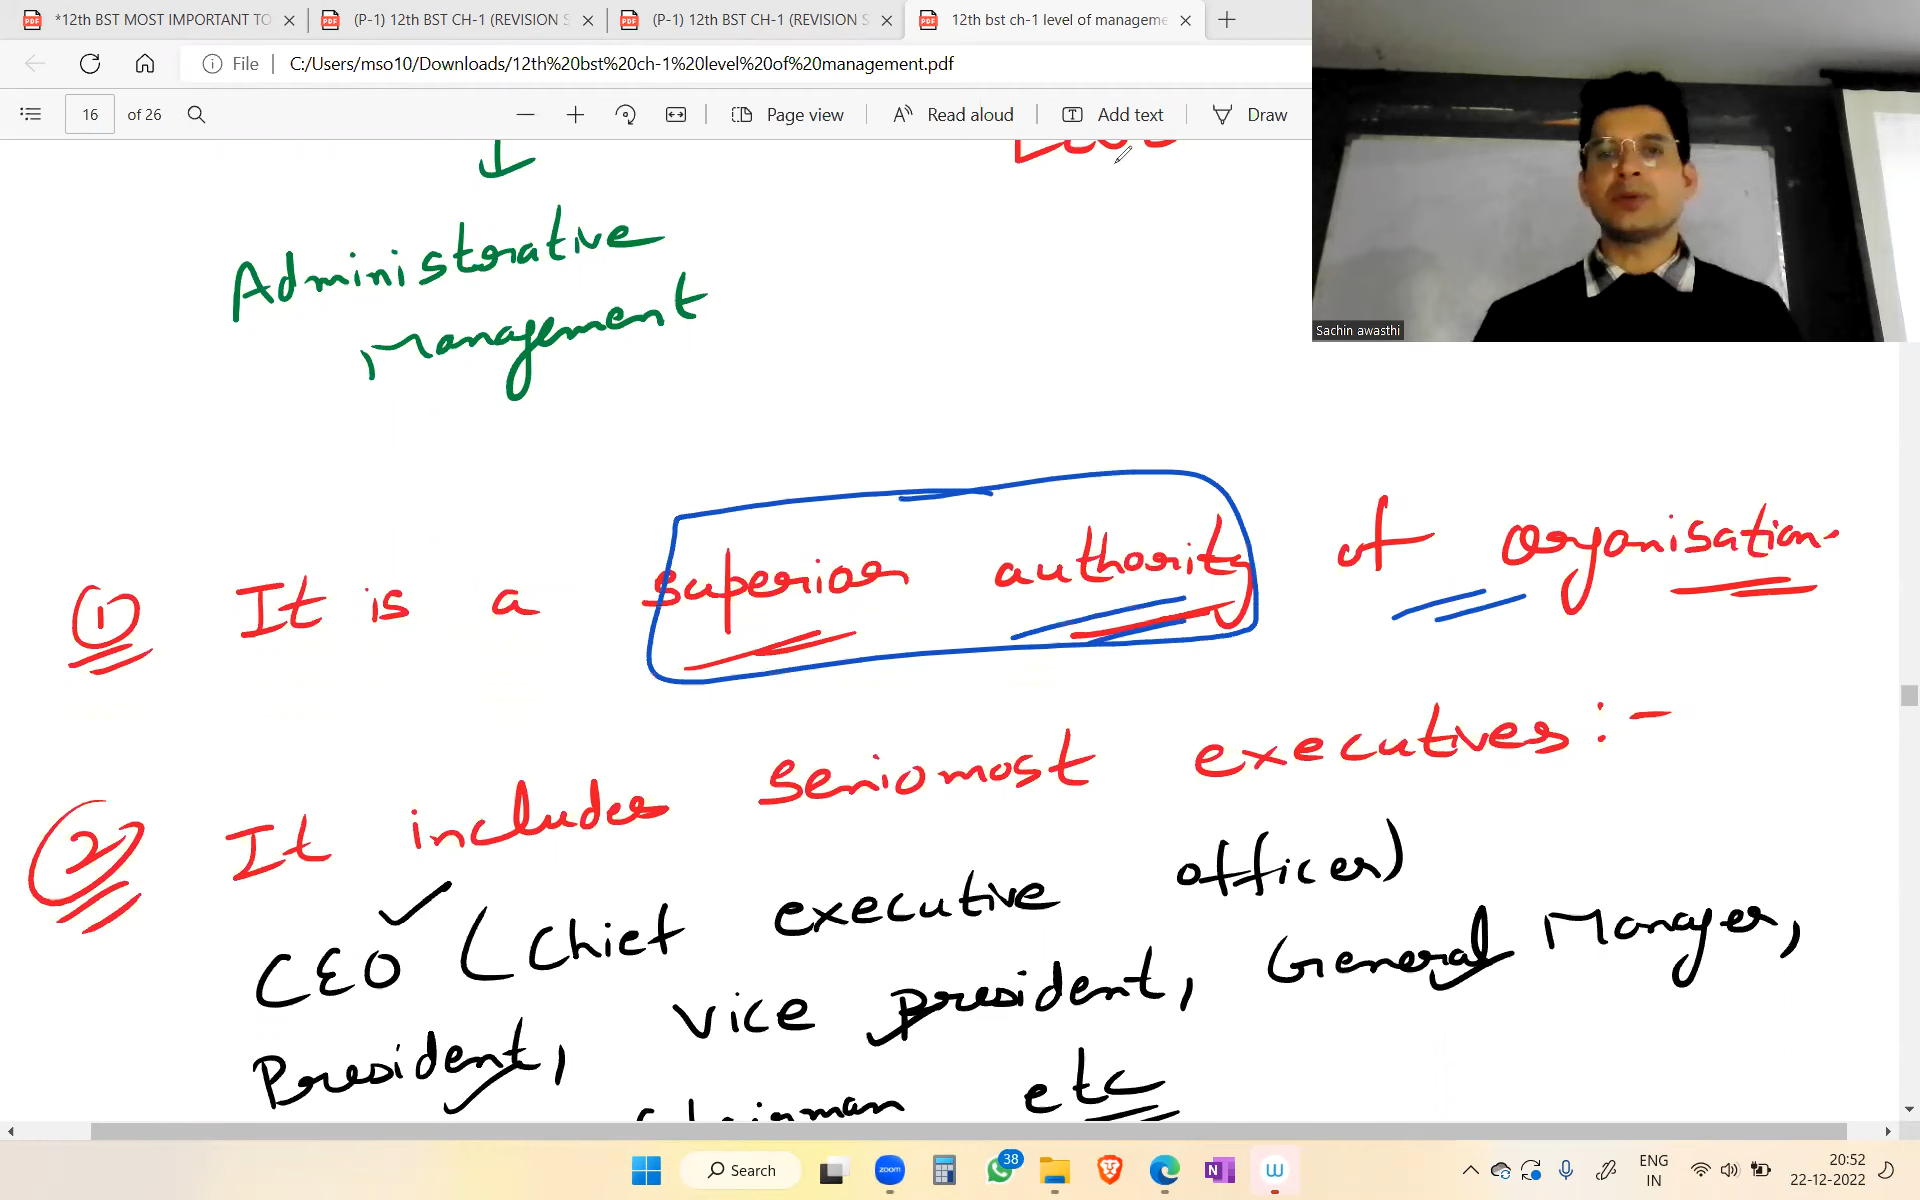 *12th BST MOST IMPORTANT TO
(P-1) 12th BST CH-1 (REVISION S
(P-1) 12th BST CH-1 (REVISION S
12th bst ch-1 level of manageme
File
C:/Users/mso10/Downloads/12th%20bst%20ch-1%20level%20of%20management.pdf
16 of 26
Page view
Read aloud
Add text
Draw
Sachin awasthi
Administrative
Management
① It is a superior authority of organisation.
② It includes seniormost executives :-
CEO (Chief executive officer)
President, Vice president, General Manager,
etc
Search
zoom
38
N
W
ENG
IN
20:52
22-12-2022